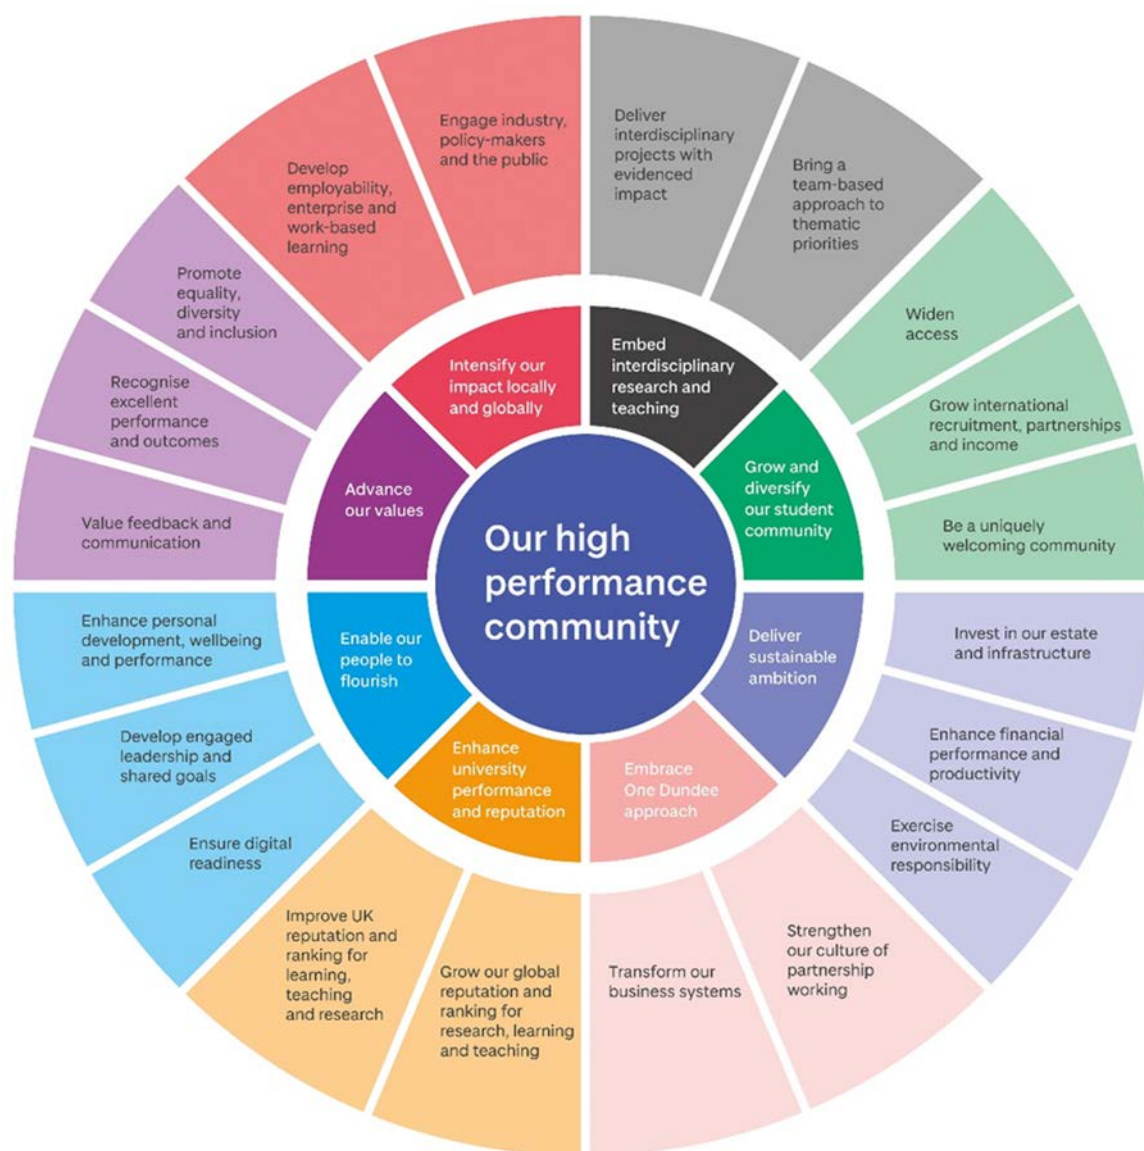 Engage industry,
policy-makers
and the public
Deliver
interdisciplinary
projects with
evidenced
impact
Bring a
team-based
approach to
thematic
priorities
Widen
access
Grow international
recruitment, partnerships
and income
Be a uniquely
welcoming community
Invest in our estate
and infrastructure
Enhance financial
performance and
productivity
Exercise
environmental
responsibility
Strengthen
our culture of
partnership
working
Transform our
business systems
Grow our global
reputation and
ranking for
research, learning
and teaching
Improve UK
reputation and
ranking for
learning,
teaching
and research
Ensure digital
readiness
Develop engaged
leadership and
shared goals
Enhance personal
development, wellbeing
and performance
Value feedback and
communication
Recognise
excellent
performance
and outcomes
Promote
equality,
diversity
and inclusion
Develop
employability,
enterprise and
work-based
learning
Intensify our
impact locally
and globally
Embed
interdisciplinary
research and
teaching
Grow and
diversify
our student
community
Deliver
sustainable
ambition
Embrace
One Dundee
approach
Enhance
university
performance
and reputation
Enable our
people to
flourish
Advance
our values
Our high
performance
community